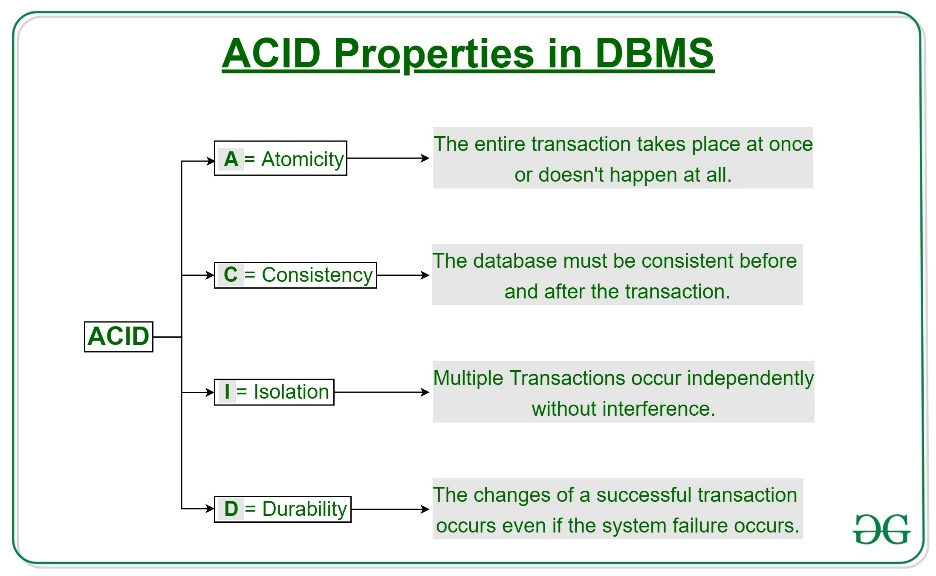 ACID Properties in DBMS
A = Atomicity
The entire transaction takes place at once
or doesn't happen at all.
C = Consistency
The database must be consistent before
and after the transaction.
ACID
I = Isolation
Multiple Transactions occur independently
without interference.
D = Durability
The changes of a successful transaction
occurs even if the system failure occurs.